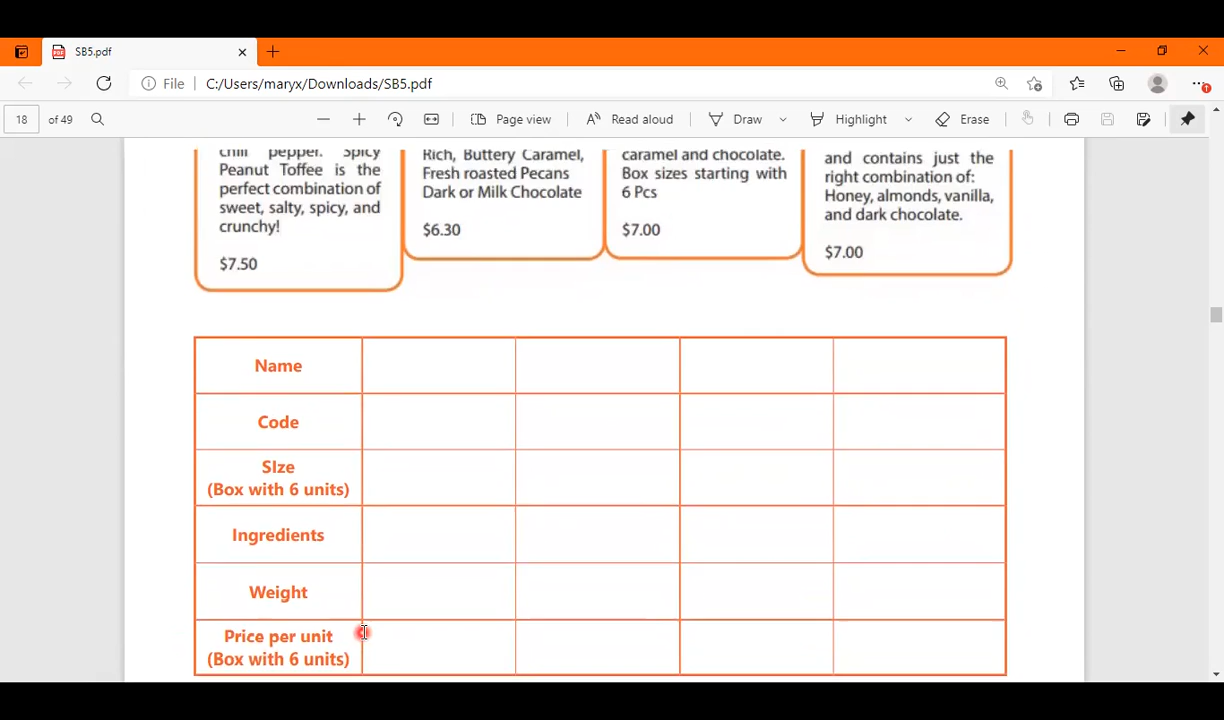 SB5.pdf
File
C:/Users/maryx/Downloads/SB5.pdf
18 of 49
Page view
Read aloud
Draw
Highlight
Erase
chili pepper. Spicy
Peanut Toffee is the
perfect combination of
sweet, salty, spicy, and
crunchy!
$7.50
Rich, Buttery Caramel,
Fresh roasted Pecans
Dark or Milk Chocolate
$6.30
caramel and chocolate.
Box sizes starting with
6 Pcs
$7.00
and contains just the
right combination of:
Honey, almonds, vanilla,
and dark chocolate.
$7.00
Name
Code
SIze
(Box with 6 units)
Ingredients
Weight
Price per unit
(Box with 6 units)